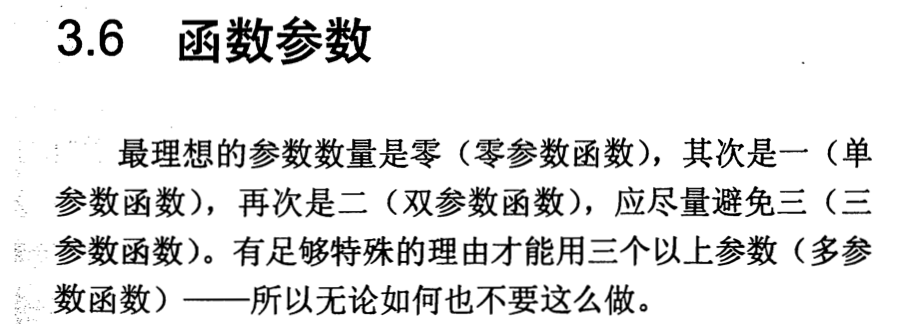 3.6 函数参数
最理想的参数数量是零（零参数函数），其次是一（单
参数函数），再次是二（双参数函数），应尽量避免三（三
参数函数）。有足够特殊的理由才能用三个以上参数（多参
数函数）——所以无论如何也不要这么做。